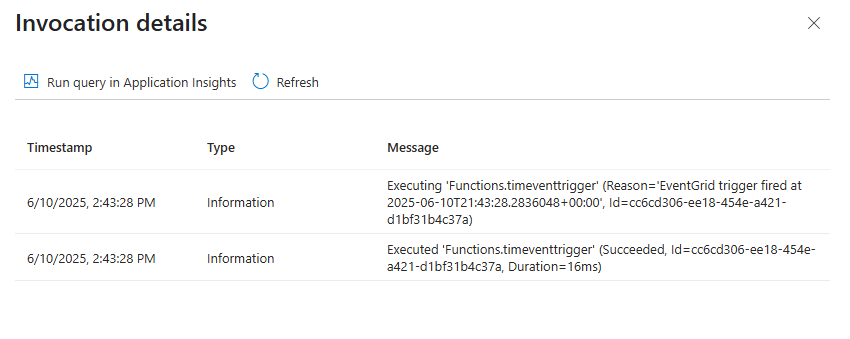 Invocation details
Run query in Application Insights
Refresh
Timestamp
Type
Message
6/10/2025, 2:43:28 PM
Information
Executing 'Functions.timeventtrigger' (Reason='EventGrid trigger fired at
2025-06-10T21:43:28.2836048+00:00', Id=cc6cd306-ee18-454e-a421-
d1bf31b4c37a)
6/10/2025, 2:43:28 PM
Information
Executed 'Functions.timeventtrigger' (Succeeded, Id=cc6cd306-ee18-454e-
a421-d1bf31b4c37a, Duration=16ms)